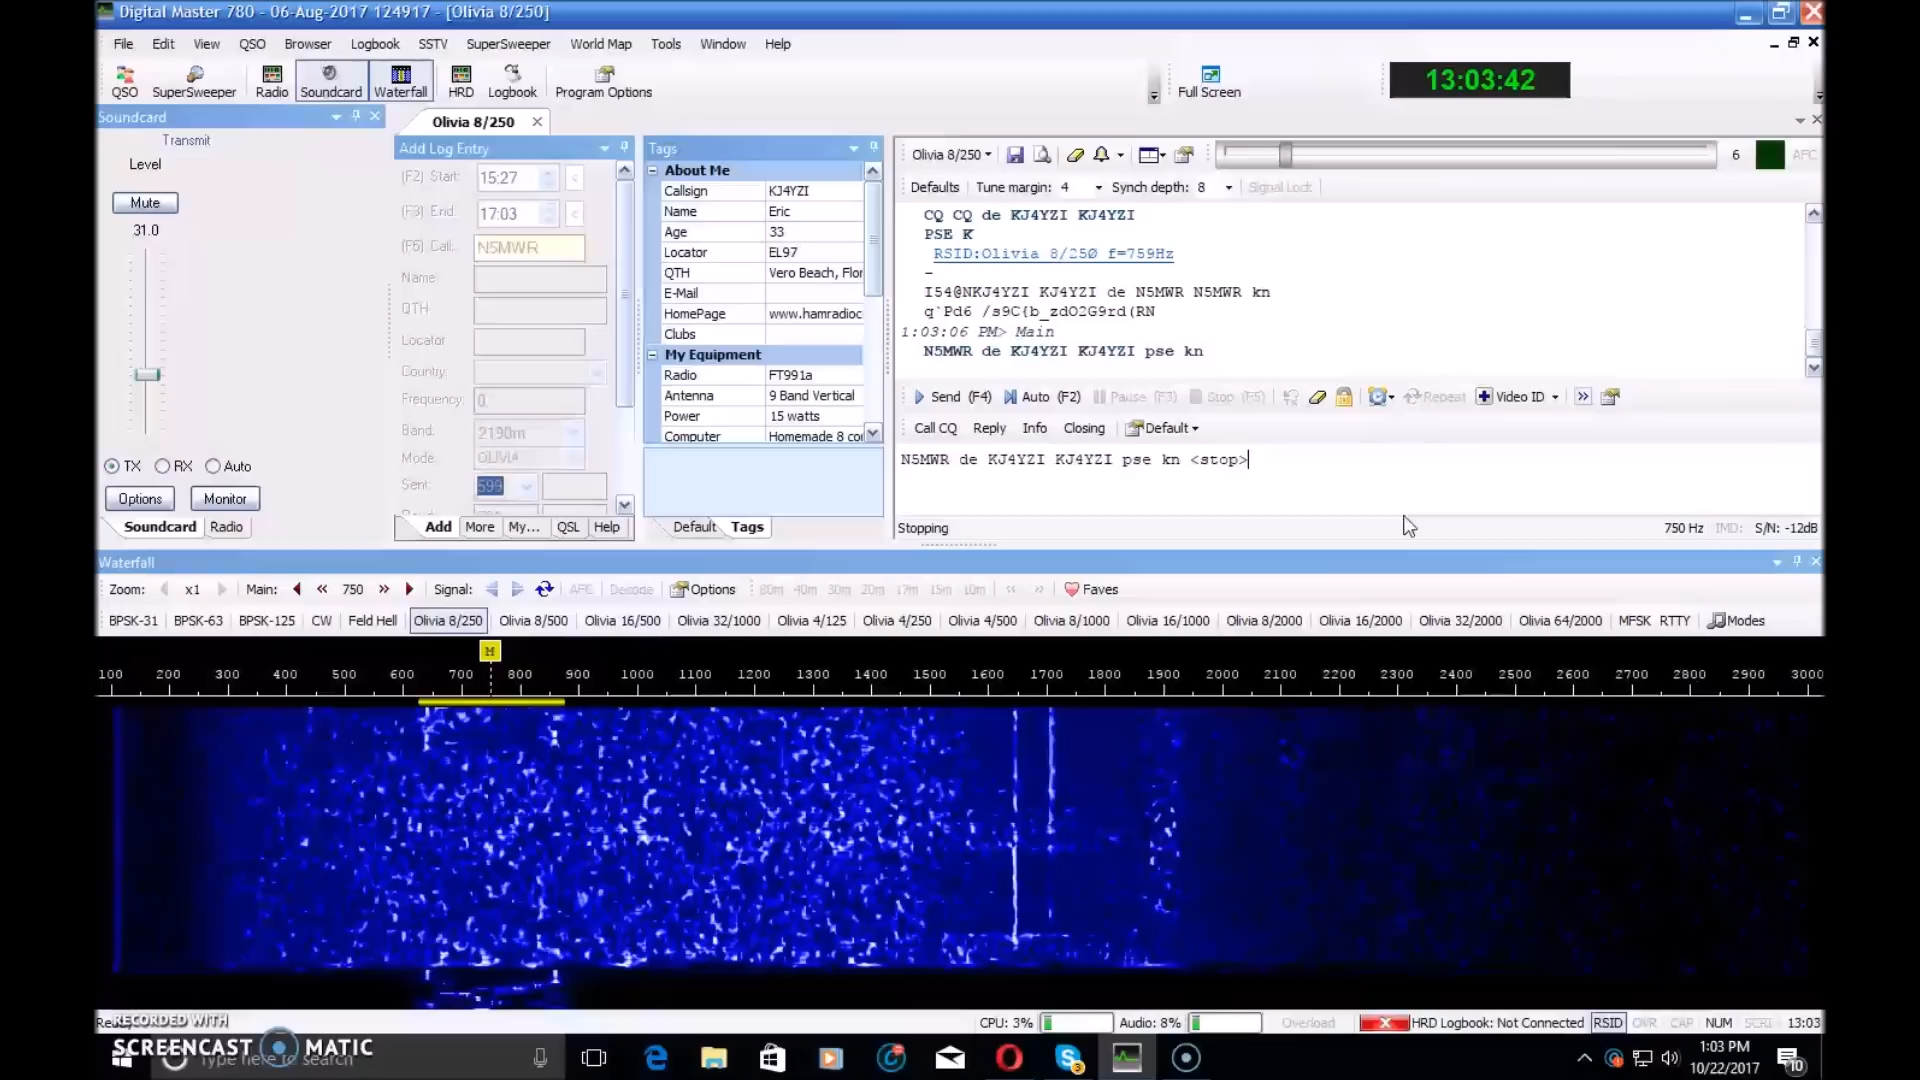 Digital Master 780 - 06-Aug-2017 124917 - [Olivia 8/250]
File Edit View QSO Browser Logbook SSTV SuperSweeper World Map Tools Window Help
QSO SuperSweeper Radio Soundcard Waterfall HRD Logbook Program Options Full Screen 13:03:42
Soundcard
Transmit
Level
Mute
31.0
TX RX Auto
Options Monitor
Soundcard Radio
Olivia 8/250
Add Log Entry
(F2) Start: 15:27
(F3) End: 17:03
Call: N5MWR
Name
QTH
Locator
Country:
Frequency: 0
Band: 2190m
Mode: OLIVIA
Sent: 599
Add More My... QSL Help
Tags
About Me
Callsign KJ4YZI
Name Eric
Age 33
Locator EL97
QTH Vero Beach, Flor
E-Mail
HomePage www.hamradioc
Clubs
My Equipment
Radio FT991a
Antenna 9 Band Vertical
Power 15 watts
Computer Homemade 8 cor
Default Tags
Olivia 8/250 6 AFC
Defaults Tune margin: 4 Synch depth: 8 Signal Lock
CQ CQ de KJ4YZI KJ4YZI
PSE K
RSID:Olivia 8/250 f=759Hz
-
I54@NKJ4YZI KJ4YZI de N5MWR N5MWR kn
q`Pd6 /s9C{b_zdO2G9rd(RN
1:03:06 PM> Main
N5MWR de KJ4YZI KJ4YZI pse kn
Send (F4) Auto (F2) Pause (F3) Stop (F5) Repeat Video ID
Call CQ Reply Info Closing Default
N5MWR de KJ4YZI KJ4YZI pse kn <stop>
Stopping 750 Hz IMD: S/N: -12dB
Waterfall
Zoom: x1 Main: 750 Signal: AFC Decode Options 80m 40m 30m 20m 17m 15m 10m Faves
BPSK-31 BPSK-63 BPSK-125 CW Feld Hell Olivia 8/250 Olivia 8/500 Olivia 16/500 Olivia 32/1000 Olivia 4/125 Olivia 4/250 Olivia 4/500 Olivia 8/1000 Olivia 16/1000 Olivia 8/2000 Olivia 16/2000 Olivia 32/2000 Olivia 64/2000 MFSK RTTY Modes
M
100 200 300 400 500 600 700 800 900 1000 1100 1200 1300 1400 1500 1600 1700 1800 1900 2000 2100 2200 2300 2400 2500 2600 2700 2800 2900 3000
CPU: 3% Audio: 8% Overload HRD Logbook: Not Connected RSID OVR CAP NUM SCRL 13:03
RECORDED WITH
SCREENCAST MATIC
Type here to search
3
1:03 PM
10/22/2017
10